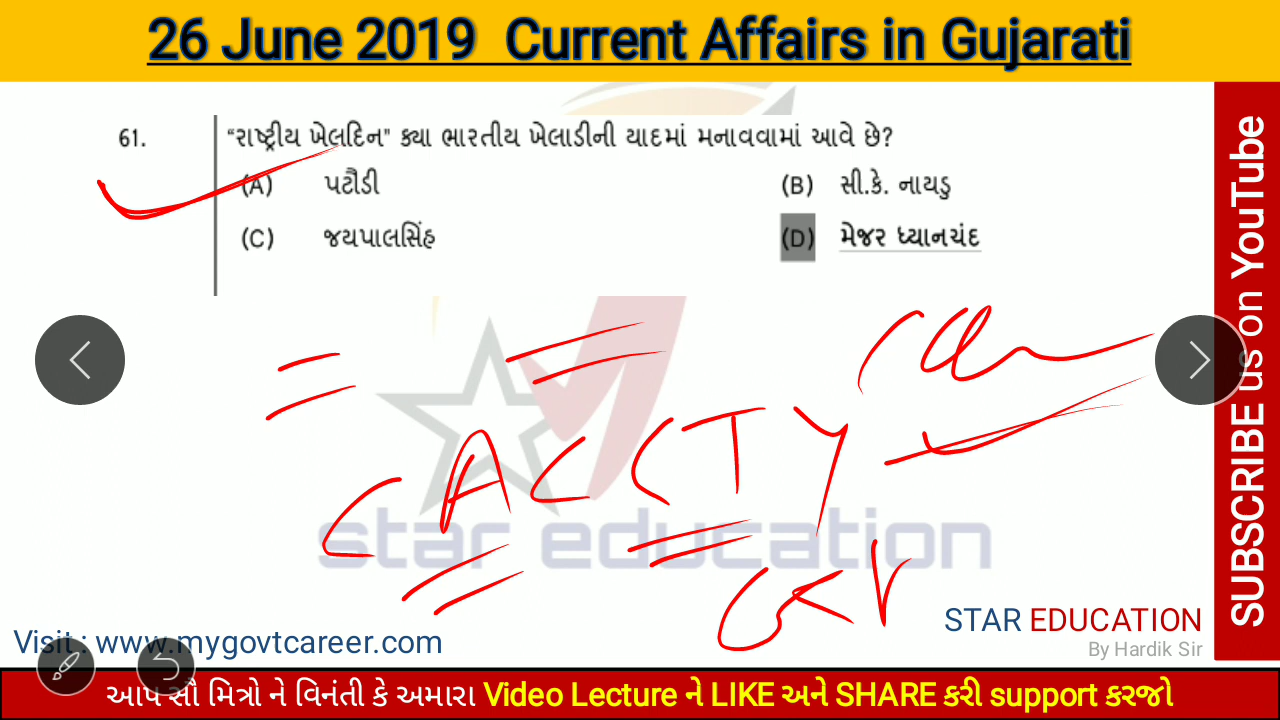 26 June 2019 Current Affairs in Gujarati
61. “રાષ્ટ્રીય ખેલદિન” ક્યા ભારતીય ખેલાડીની યાદમાં મનાવવામાં આવે છે?
(A) પટૌડી (B) સી.કે. નાયડુ
(C) જયપાલસિંહ (D) મેજર ધ્યાનચંદ
star education
STAR EDUCATION
By Hardik Sir
Visit : www.mygovtcareer.com
આપ સૌ મિત્રો ને વિનંતી કે અમારા Video Lecture ને LIKE અને SHARE કરી support કરજો
SUBSCRIBE us on YouTube